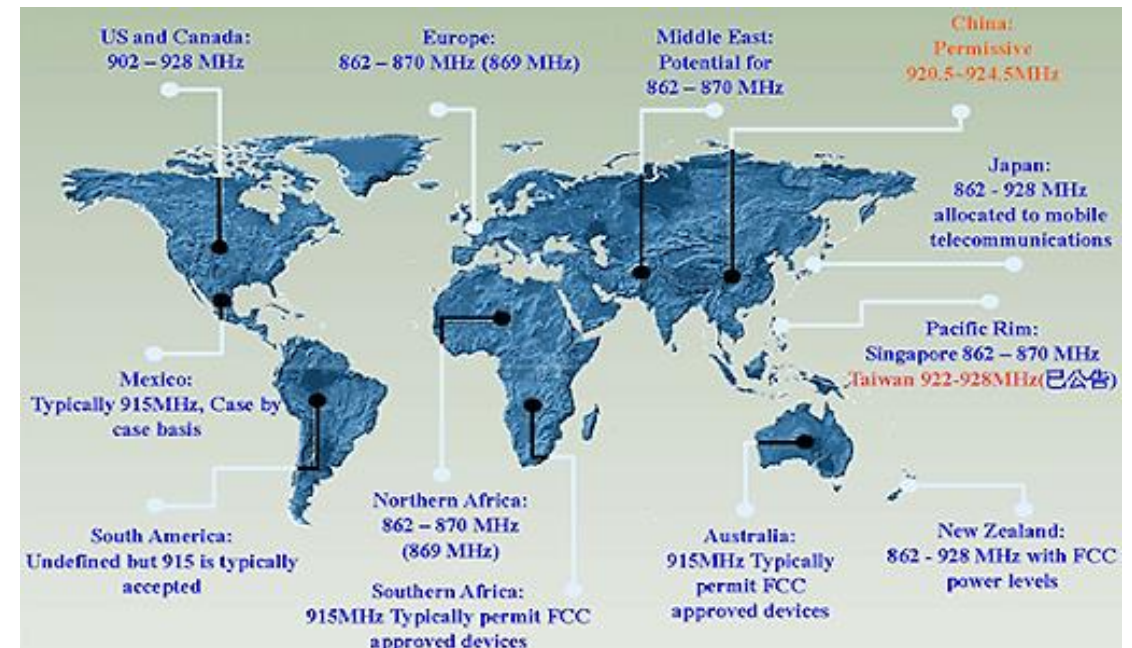 US and Canada:
902 – 928 MHz
Europe:
862 – 870 MHz (869 MHz)
Middle East:
Potential for
862 – 870 MHz
China:
Permissive
920.5~924.5MHz
Japan:
862 - 928 MHz
allocated to mobile
telecommunications
Pacific Rim:
Singapore 862 – 870 MHz
Taiwan 922-928MHz(已公告)
Mexico:
Typically 915MHz, Case by
case basis
South America:
Undefined but 915 is typically
accepted
Northern Africa:
862 – 870 MHz
(869 MHz)
Southern Africa:
915MHz Typically permit FCC
approved devices
Australia:
915MHz Typically
permit FCC
approved devices
New Zealand:
862 - 928 MHz with FCC
power levels